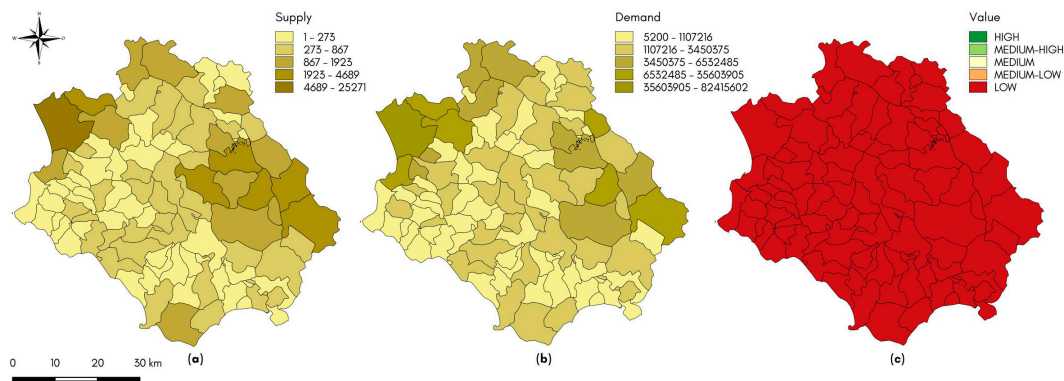 N
W
O
S
Supply
1 - 273
273 - 867
867 - 1923
1923 - 4689
4689 - 25271
Demand
5200 - 1107216
1107216 - 3450375
3450375 - 6532485
6532485 - 35603905
35603905 - 82415602
Value
HIGH
MEDIUM-HIGH
MEDIUM
MEDIUM-LOW
LOW
(a)
(b)
(c)
0 10 20 30 km